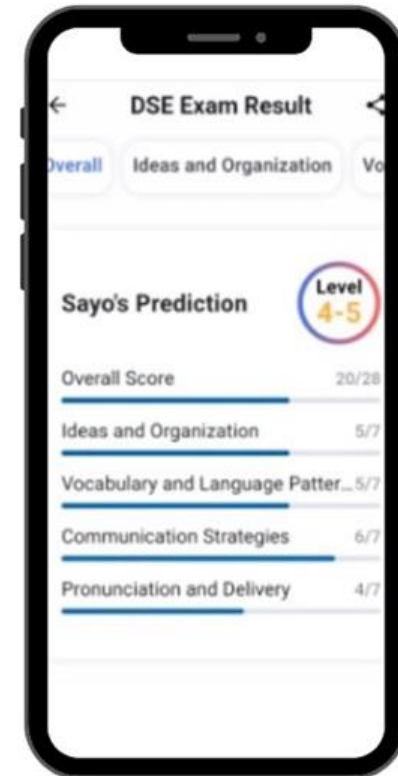 ← DSE Exam Result
Overall Ideas and Organization Vo
Sayo's Prediction
Level
4-5
Overall Score 20/28
Ideas and Organization 5/7
Vocabulary and Language Patter... 5/7
Communication Strategies 6/7
Pronunciation and Delivery 4/7